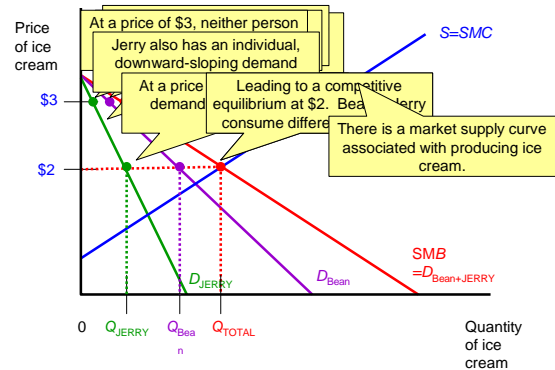 Price
of ice
cream
At a price of $3, neither person
Jerry also has an individual,
downward-sloping demand
At a price
demand
Leading to a competitive
equilibrium at $2. Bea rry
consume differe
There is a market supply curve
associated with producing ice
cream.
S=SMC
$3
$2
DJERRY
DBean
SMB
=DBean+JERRY
0
QJERRY
QBea
n
QTOTAL
Quantity
of ice
cream